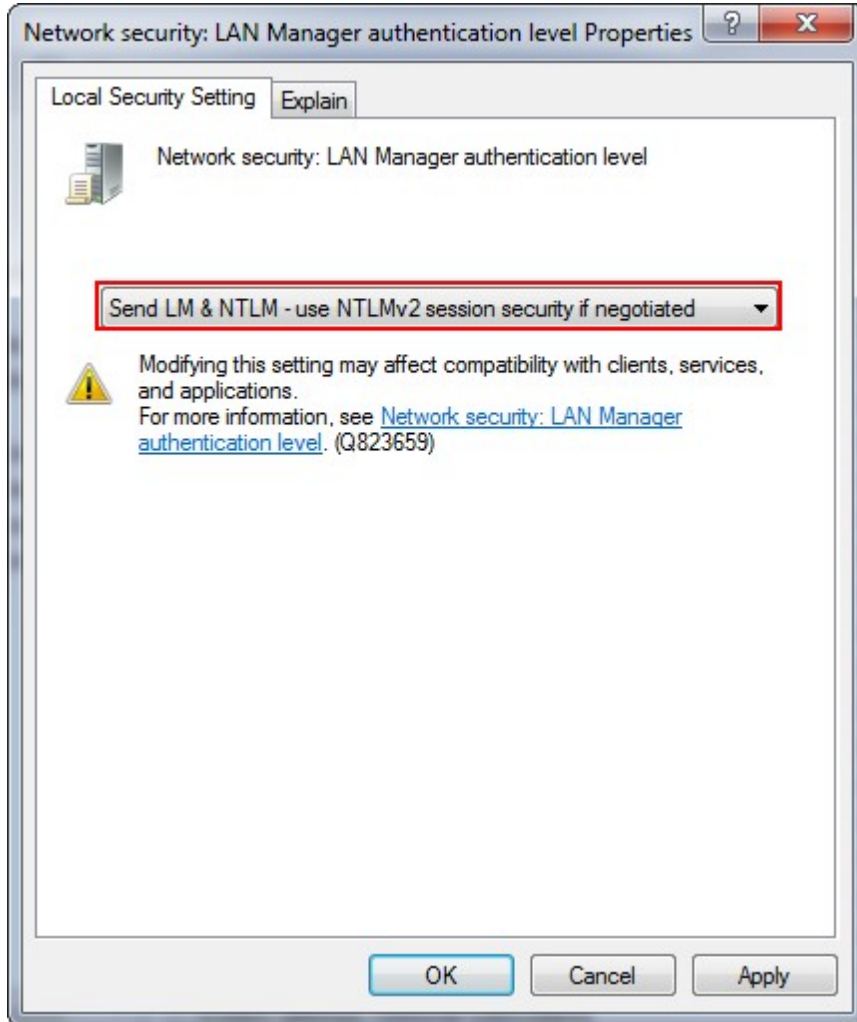 Network security: LAN Manager authentication level Properties
Local Security Setting
Explain
Network security: LAN Manager authentication level
Send LM & NTLM - use NTLMv2 session security if negotiated
Modifying this setting may affect compatibility with clients, services,
and applications.
For more information, see Network security: LAN Manager
authentication level. (Q823659)
OK
Cancel
Apply